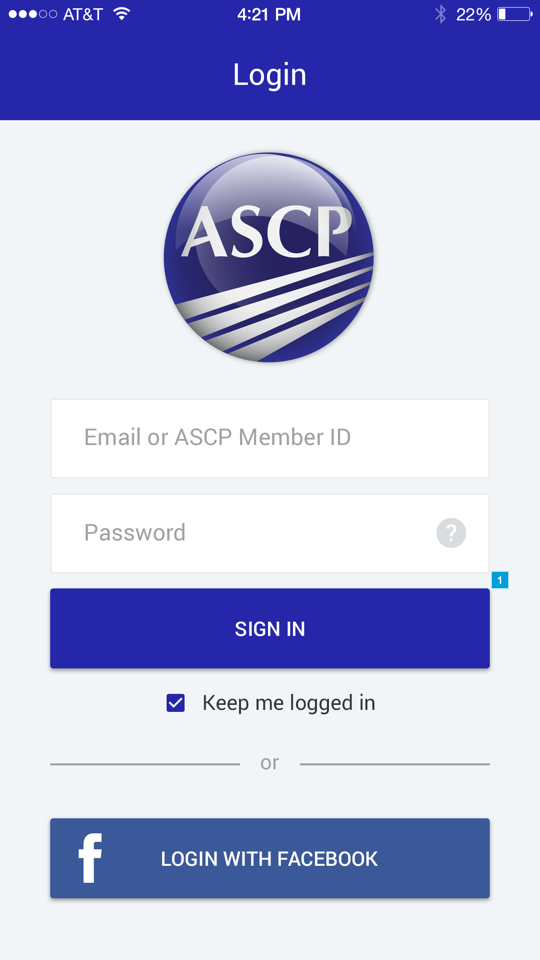 AT&T 4:21 PM 22%
Login
ASCP
Email or ASCP Member ID
Password ?
1
SIGN IN
Keep me logged in
or
f LOGIN WITH FACEBOOK